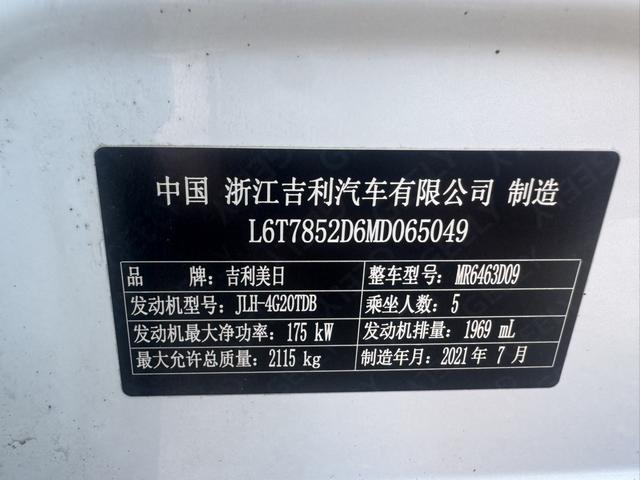 中国 浙江吉利汽车有限公司 制造
L6T7852D6MD065049
品 牌: 吉利美日 整车型号: MR6463D09
发动机型号: JLH-4G20TDB 乘坐人数: 5
发动机最大净功率: 175 kW 发动机排量: 1969 mL
最大允许总质量: 2115 kg 制造年月: 2021 年 7 月